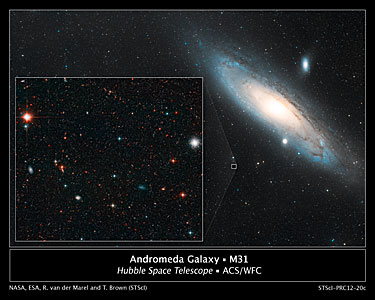 Andromeda Galaxy ▪ M31
Hubble Space Telescope ▪ ACS/WFC
NASA, ESA, R. van der Marel and T. Brown (STScI)
STScI-PRC12-20c